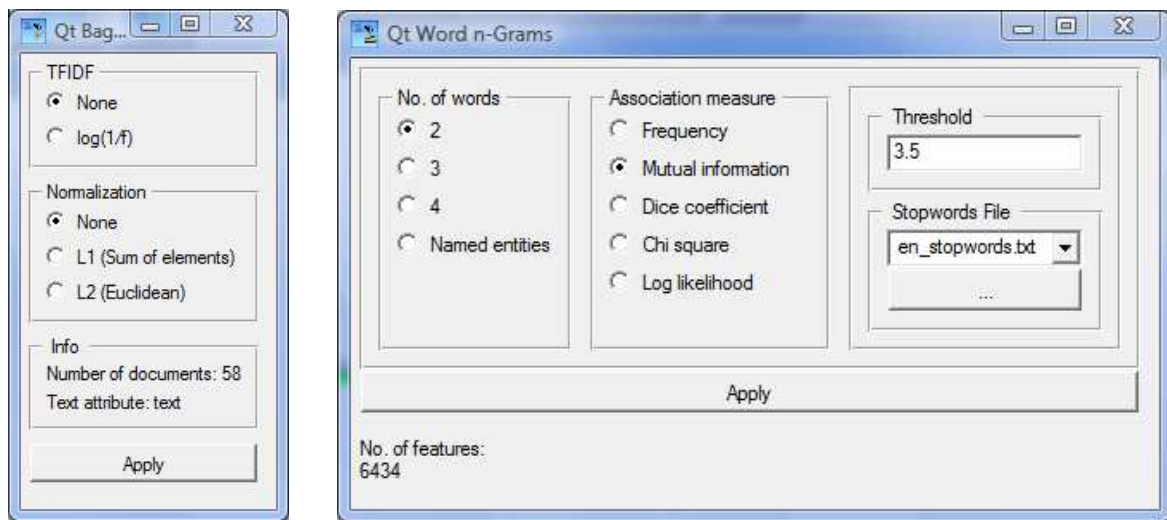 Qt Bag...
TFIDF
None
log(1/f)
Normalization
None
L1 (Sum of elements)
L2 (Euclidean)
Info
Number of documents: 58
Text attribute: text
Apply
Qt Word n-Grams
No. of words
2
3
4
Named entities
Association measure
Frequency
Mutual information
Dice coefficient
Chi square
Log likelihood
Threshold
3.5
Stopwords File
en_stopwords.txt
...
Apply
No. of features:
6434